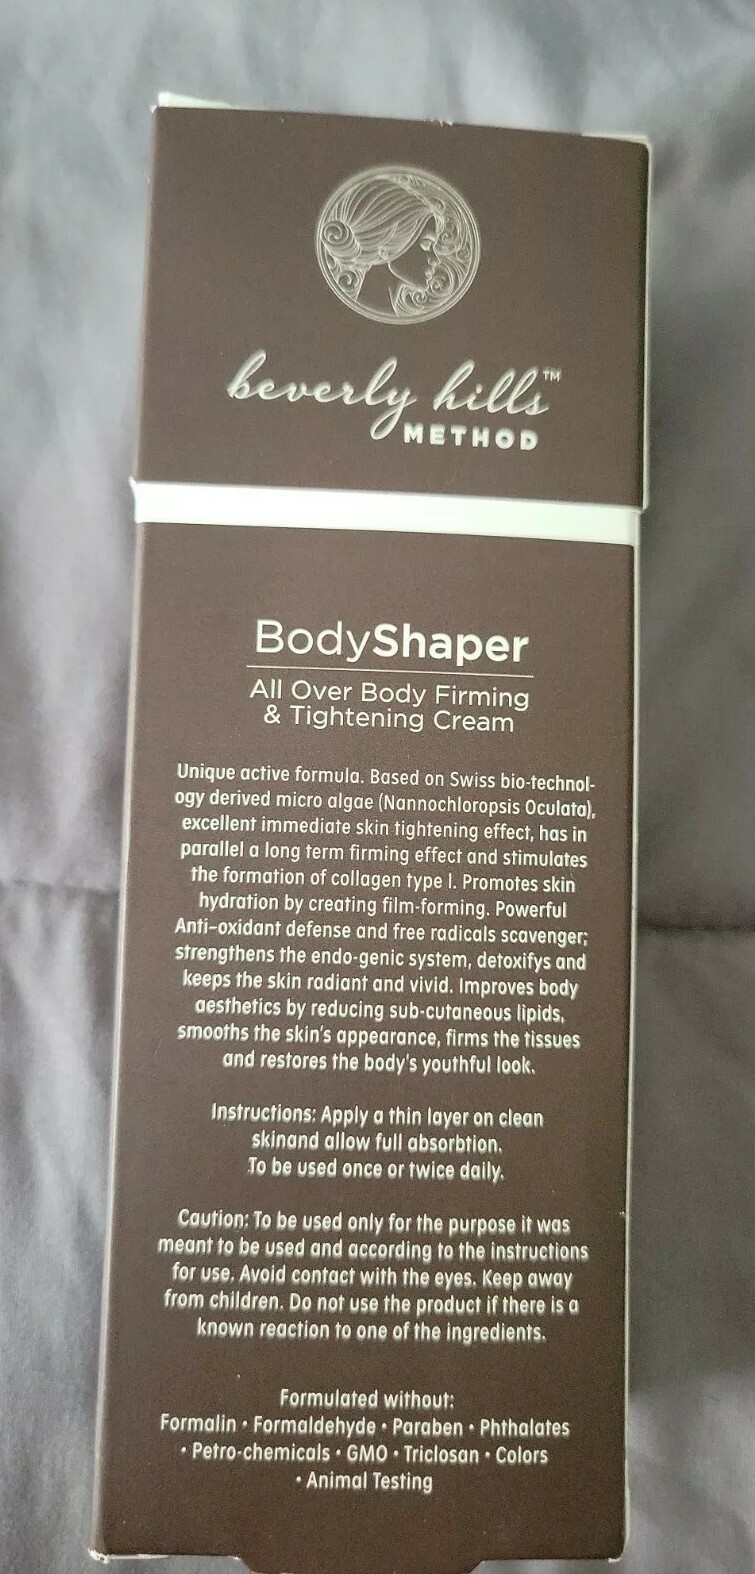 beverly hills™
METHOD
BodyShaper
All Over Body Firming
& Tightening Cream
Unique active formula. Based on Swiss bio-technol-
ogy derived micro algae (Nannochloropsis Oculata),
excellent immediate skin tightening effect, has in
parallel a long term firming effect and stimulates
the formation of collagen type I. Promotes skin
hydration by creating film-forming. Powerful
Anti-oxidant defense and free radicals scavenger;
strengthens the endo-genic system, detoxifys and
keeps the skin radiant and vivid. Improves body
aesthetics by reducing sub-cutaneous lipids,
smooths the skin's appearance, firms the tissues
and restores the body's youthful look.
Instructions: Apply a thin layer on clean
skinand allow full absorbtion.
To be used once or twice daily.
Caution: To be used only for the purpose it was
meant to be used and according to the instructions
for use. Avoid contact with the eyes. Keep away
from children. Do not use the product if there is a
known reaction to one of the ingredients.
Formulated without:
Formalin • Formaldehyde • Paraben • Phthalates
• Petro-chemicals • GMO • Triclosan • Colors
• Animal Testing